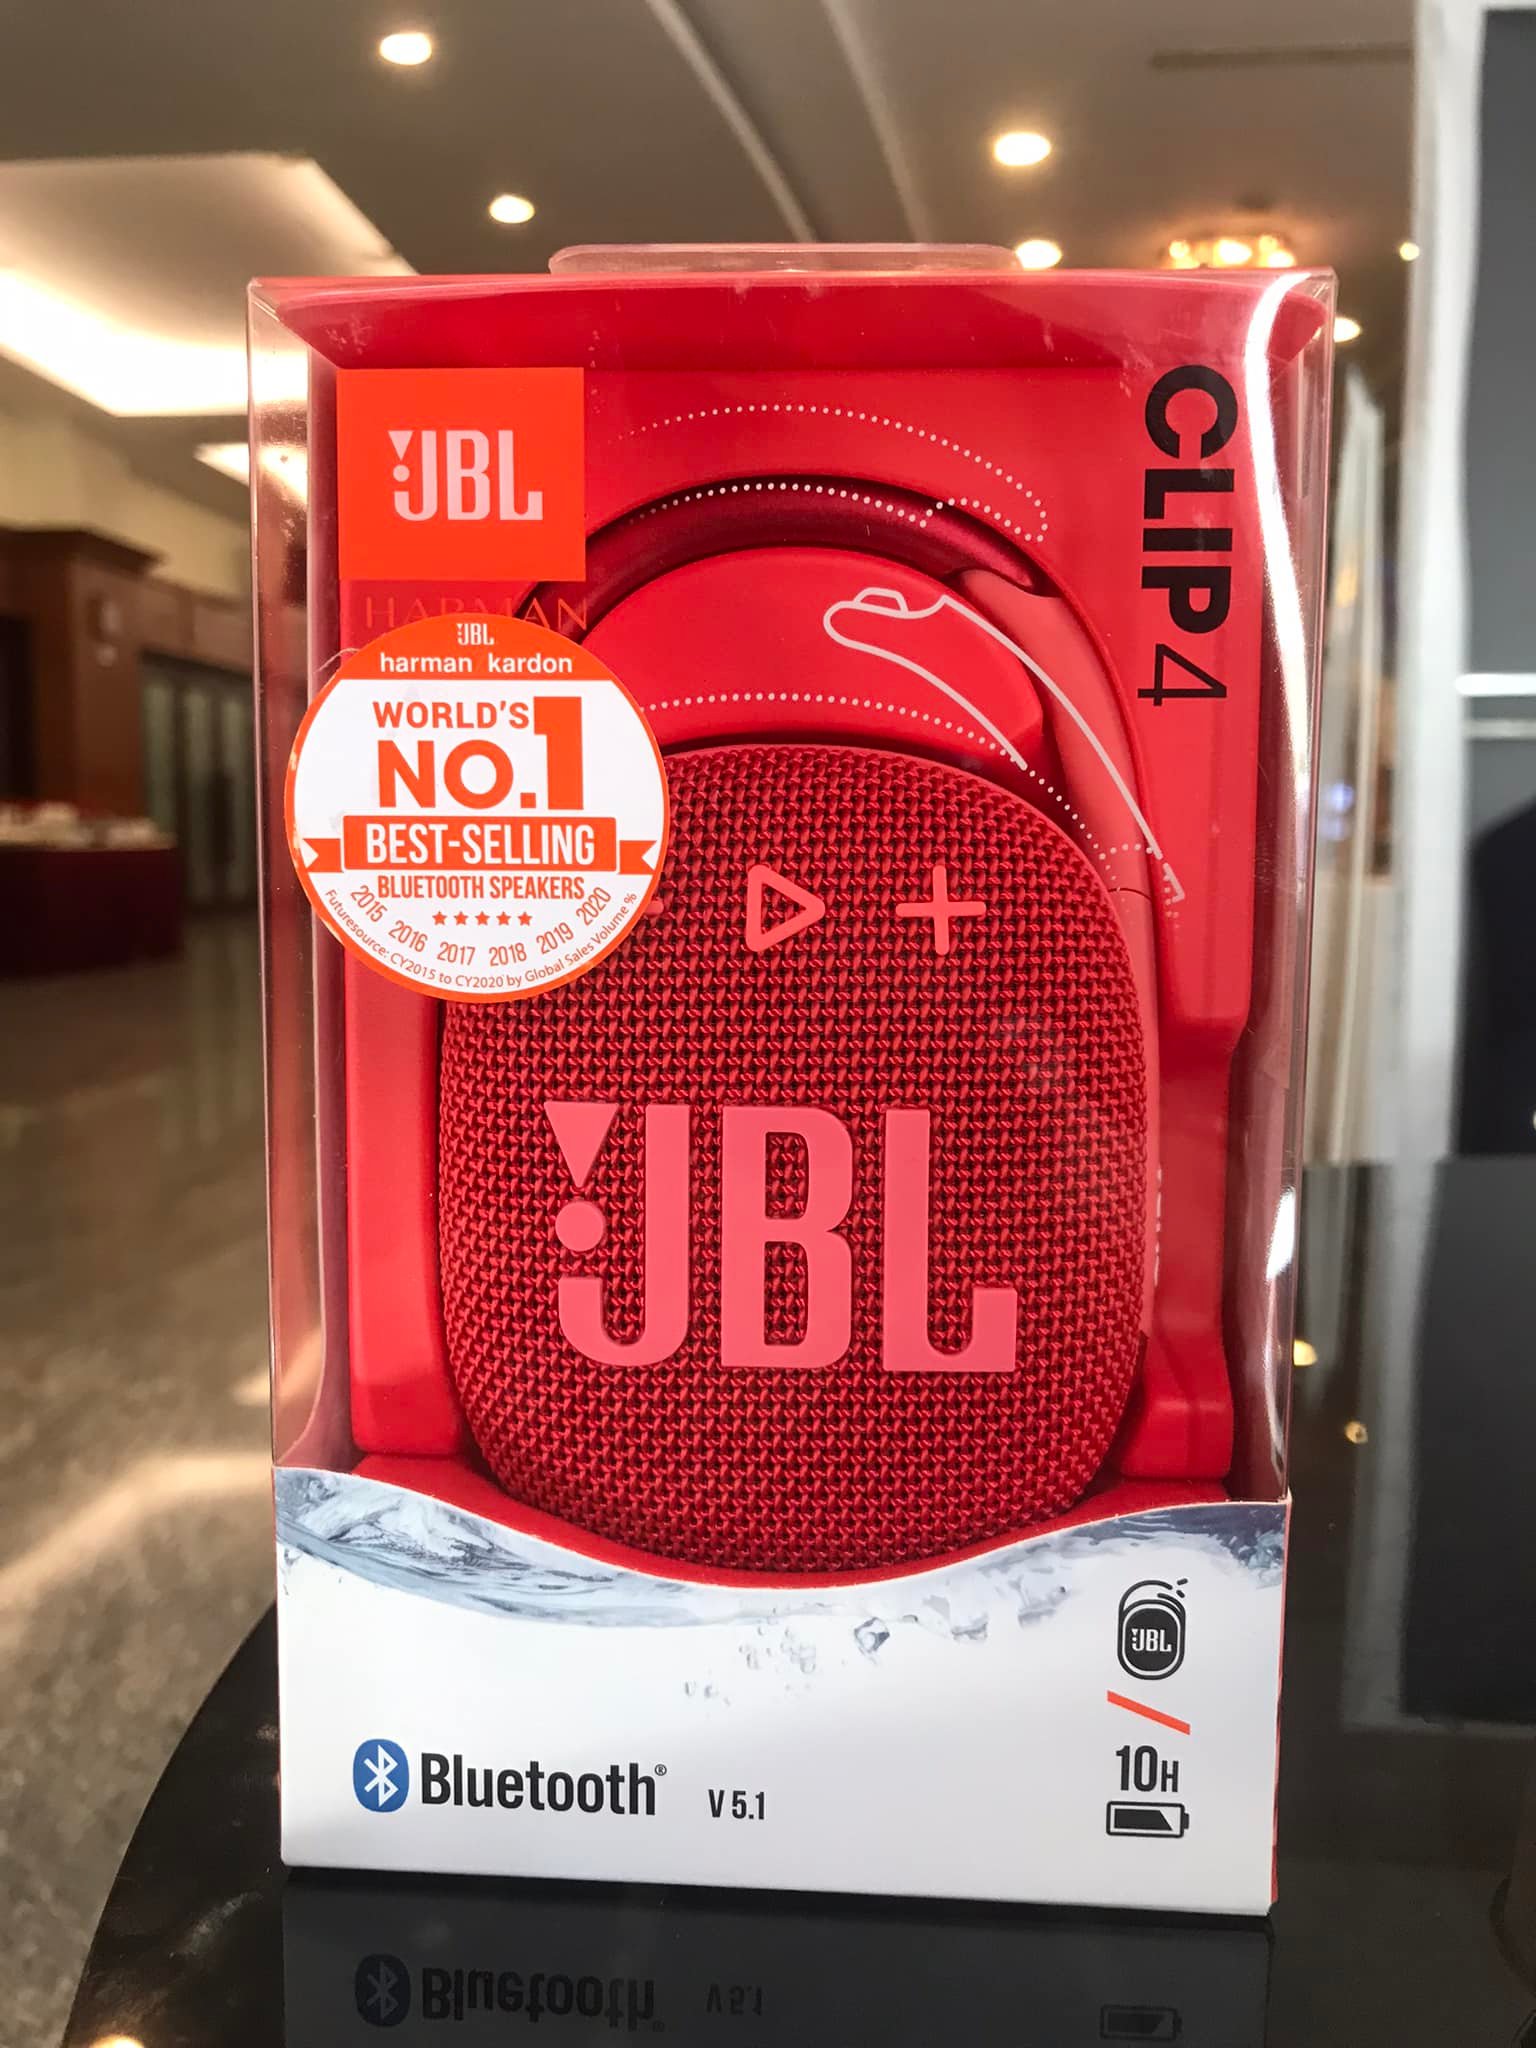 JBL
HARMAN
CLIP 4
JBL
harman kardon
WORLD'S
NO.1
BEST-SELLING
BLUETOOTH SPEAKERS
2015 2016 2017 2018 2019 2020
Futuresource: CY2015 to CY2020 by Global Sales Volume %
JBL
JBL
10H
Bluetooth® V 5.1